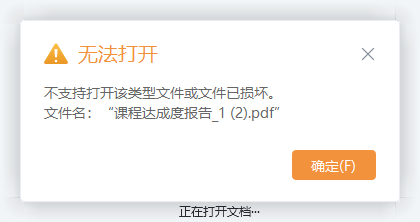 无法打开
不支持打开该类型文件或文件已损坏。
文件名：“课程达成度报告_1 (2).pdf”
确定(F)
正在打开文档...